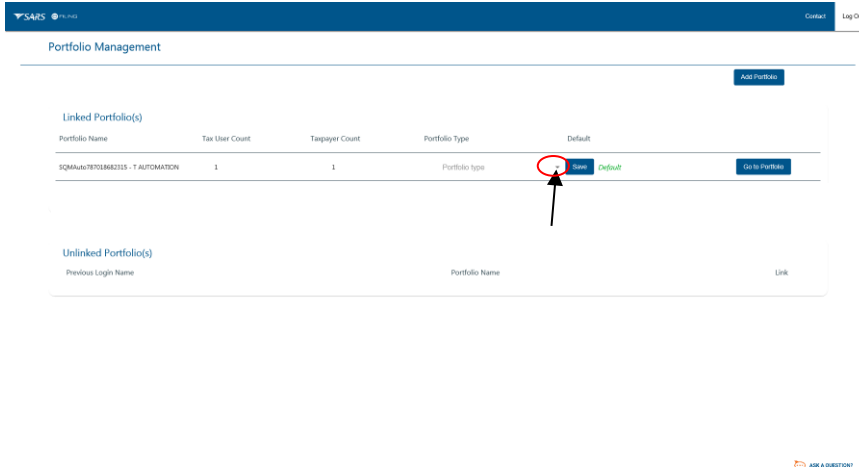 SARS eFILING
Contact
Log O
Portfolio Management
Add Portfolio
Linked Portfolio(s)
Portfolio Name Tax User Count Taxpayer Count Portfolio Type Default
SQMAuto787018682315 - T AUTOMATION 1 1 Portfolio type Save Default Go to Portfolio
Unlinked Portfolio(s)
Previous Login Name Portfolio Name Link
ASK A QUESTION?